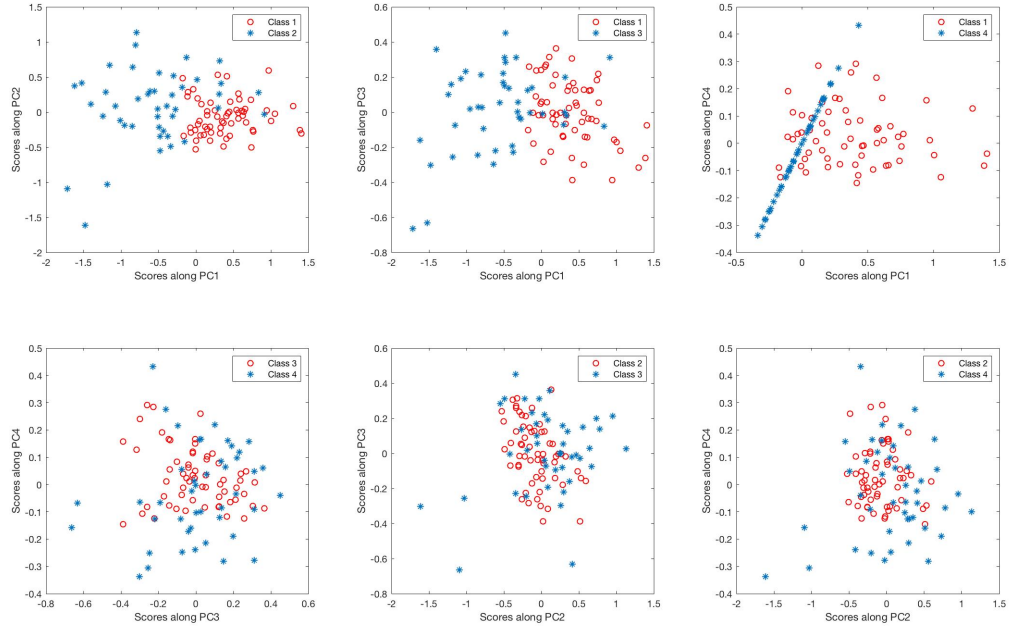 1.5
1
0.5
0
-0.5
-1
-1.5
-2
-2 -1.5 -1 -0.5 0 0.5 1 1.5
Scores along PC1
Scores along PC2
Class 1
Class 2
0.8
0.6
0.4
0.2
0
-0.2
-0.4
-0.6
-0.8
-2 -1.5 -1 -0.5 0 0.5 1 1.5
Scores along PC1
Scores along PC3
Class 1
Class 3
0.5
0.4
0.3
0.2
0.1
0
-0.1
-0.2
-0.3
-0.4
-0.5 0 0.5 1 1.5
Scores along PC1
Scores along PC4
Class 1
Class 4
0.5
0.4
0.3
0.2
0.1
0
-0.1
-0.2
-0.3
-0.4
-0.8 -0.6 -0.4 -0.2 0 0.2 0.4 0.6
Scores along PC3
Scores along PC4
Class 3
Class 4
0.6
0.4
0.2
0
-0.2
-0.4
-0.6
-0.8
-2 -1.5 -1 -0.5 0 0.5 1 1.5
Scores along PC2
Scores along PC3
Class 2
Class 3
0.5
0.4
0.3
0.2
0.1
0
-0.1
-0.2
-0.3
-0.4
-2 -1.5 -1 -0.5 0 0.5 1 1.5
Scores along PC2
Scores along PC4
Class 2
Class 4